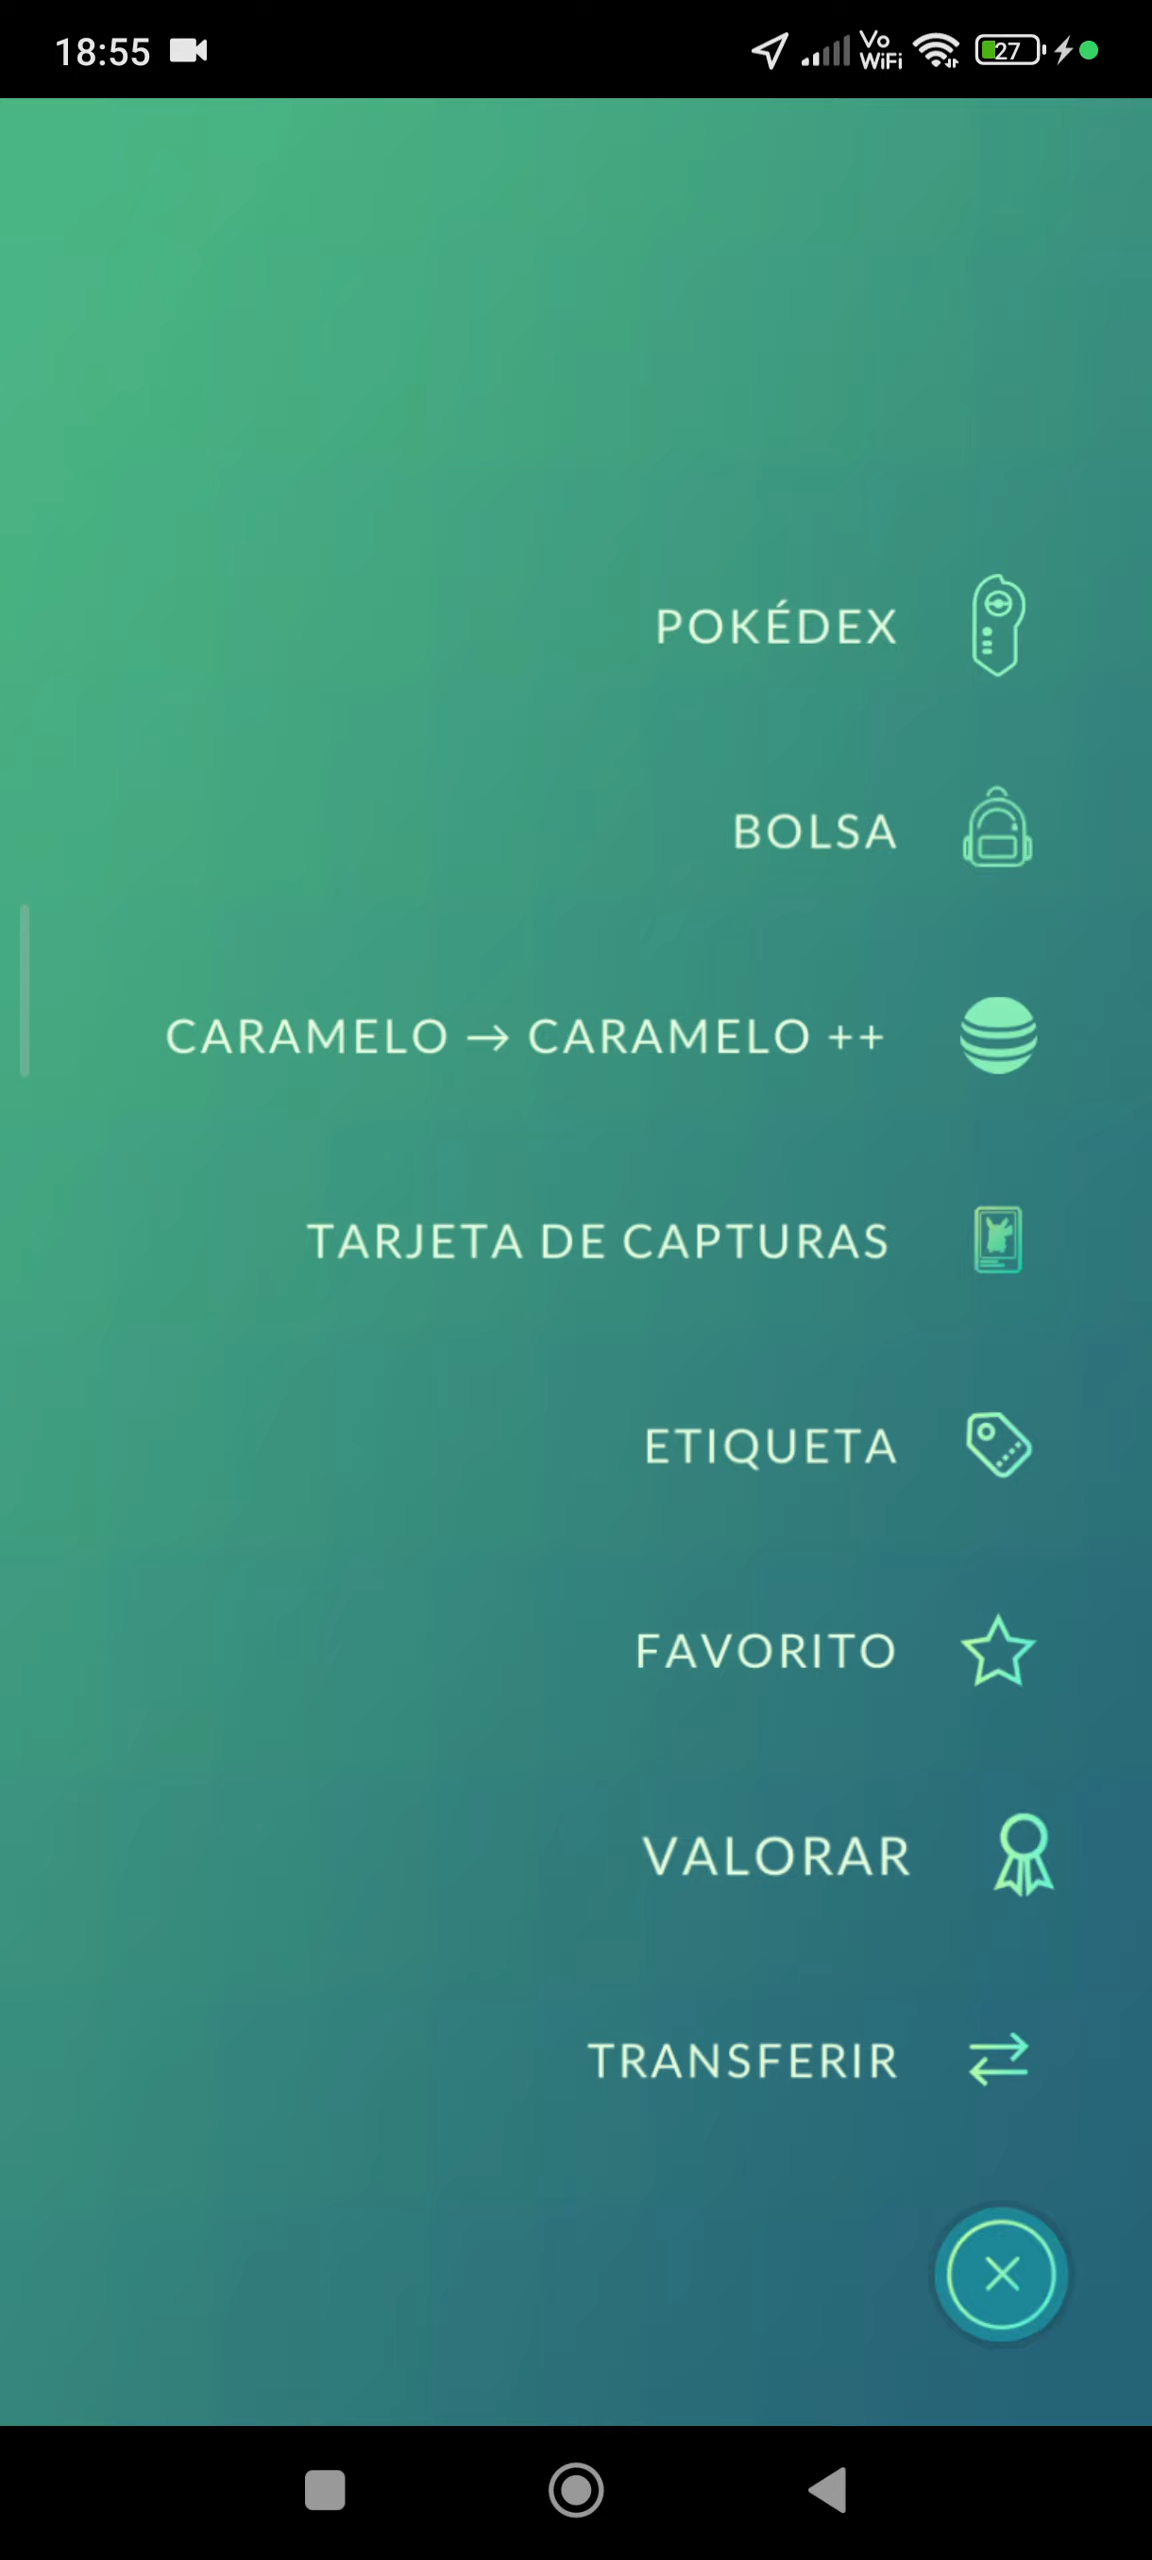 18:55
Vo
WiFi
27
POKÉDEX
BOLSA
CARAMELO → CARAMELO ++
TARJETA DE CAPTURAS
ETIQUETA
FAVORITO
VALORAR
TRANSFERIR